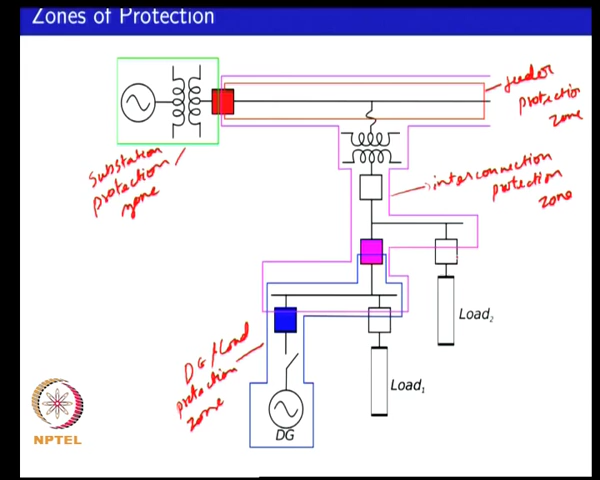 Zones of Protection
feeder
protection
zone
substation
protection
zone
interconnection
protection
zone
Load₂
DG / Load
protection
zone
Load₁
DG
NPTEL